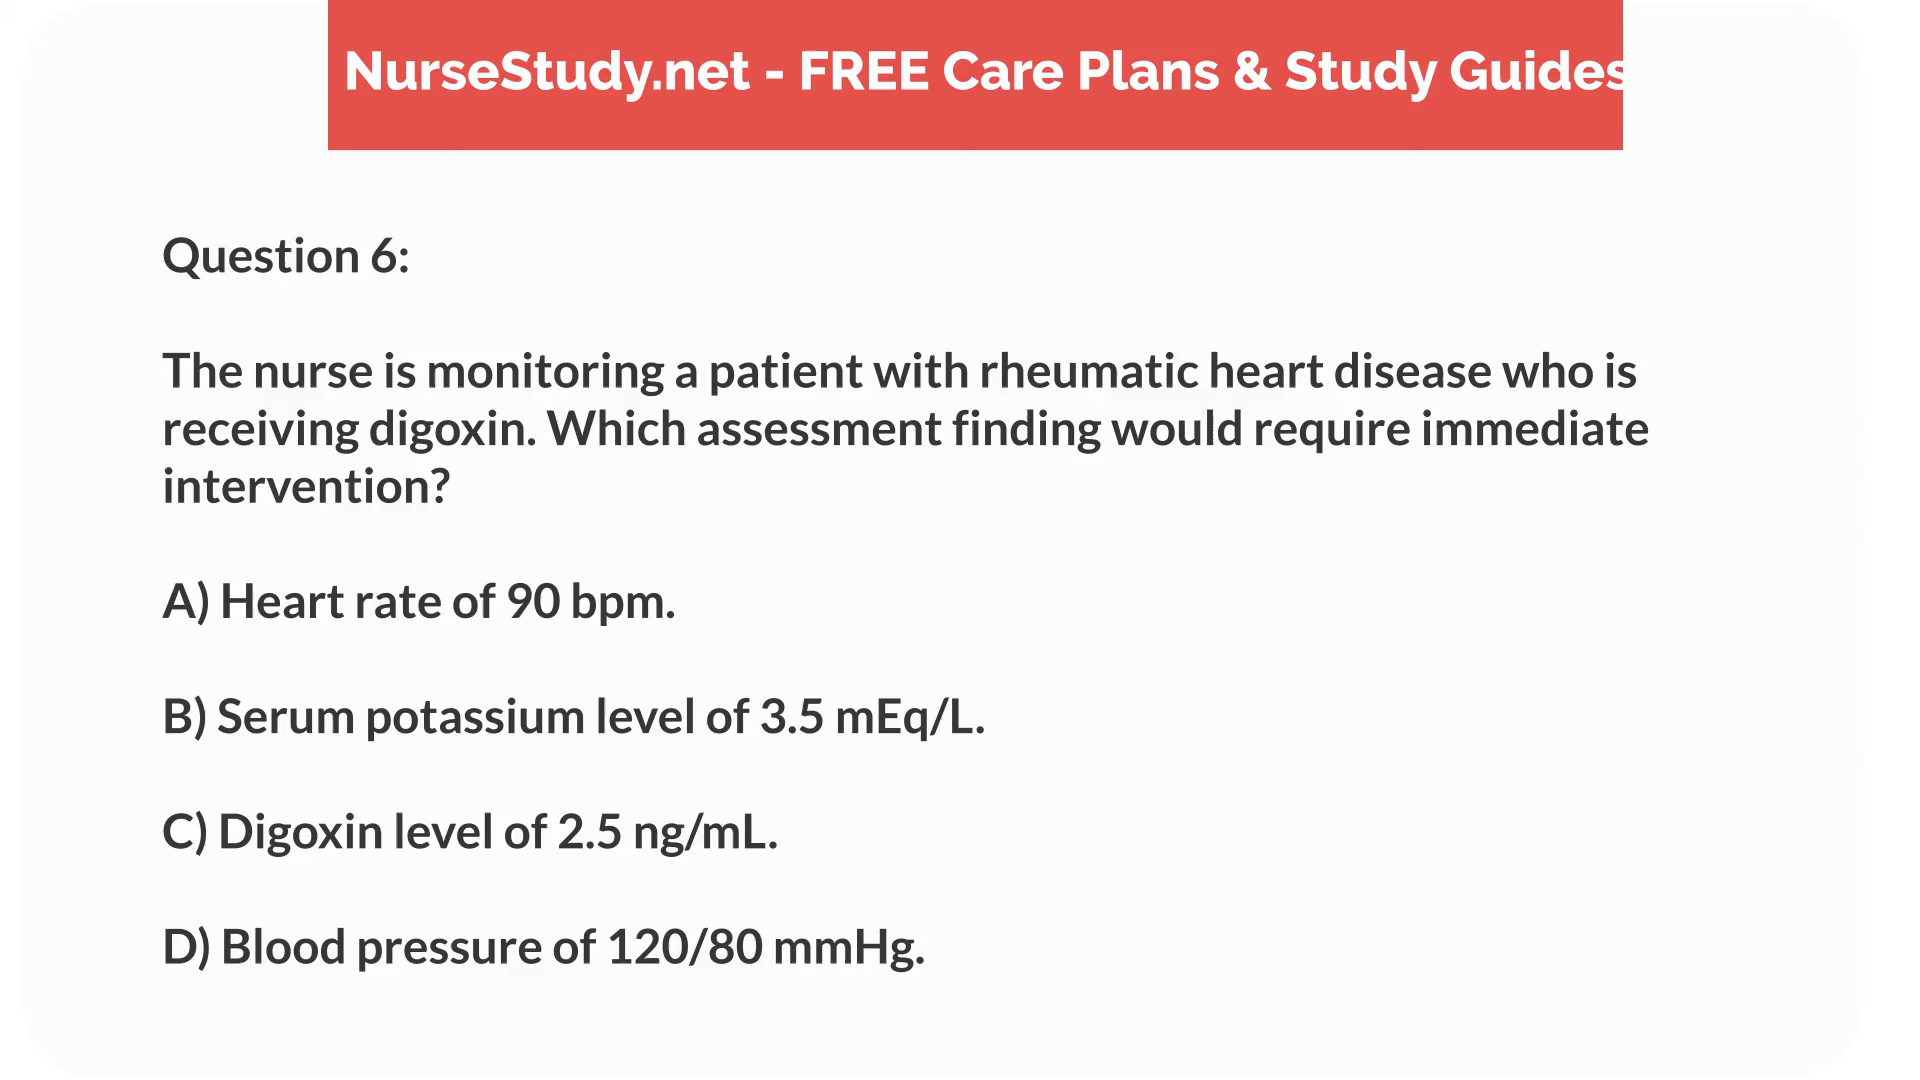 NurseStudy.net - FREE Care Plans & Study Guides
Question 6:
The nurse is monitoring a patient with rheumatic heart disease who is
receiving digoxin. Which assessment finding would require immediate
intervention?
A) Heart rate of 90 bpm.
B) Serum potassium level of 3.5 mEq/L.
C) Digoxin level of 2.5 ng/mL.
D) Blood pressure of 120/80 mmHg.